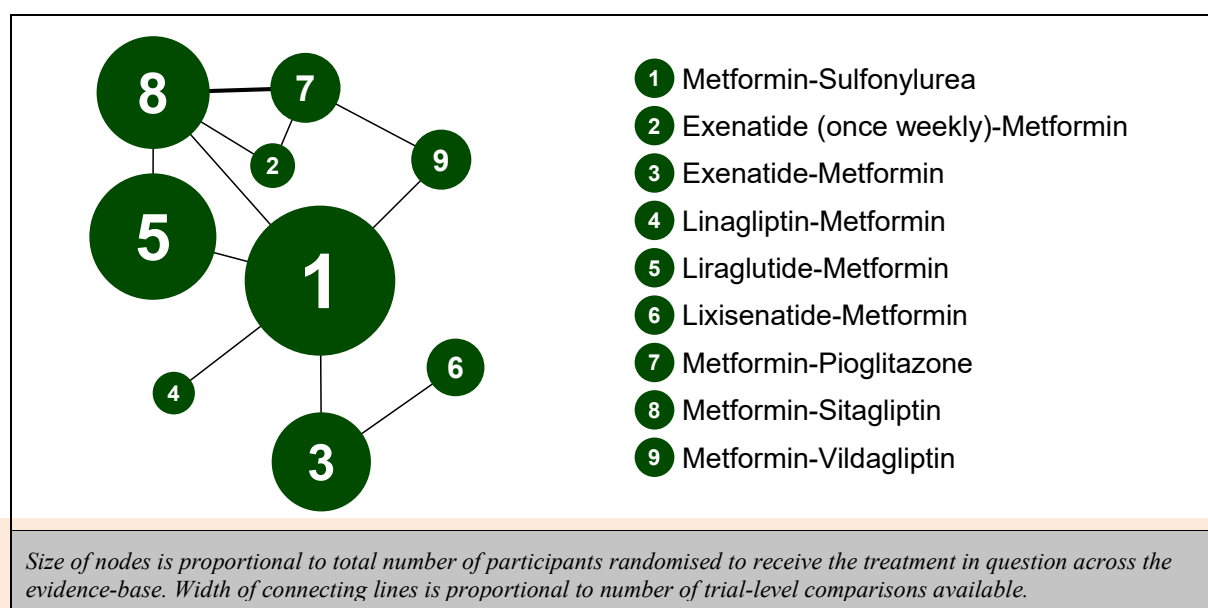 8
7
2
9
5
1
4
6
3
1 Metformin-Sulfonylurea
2 Exenatide (once weekly)-Metformin
3 Exenatide-Metformin
4 Linagliptin-Metformin
5 Liraglutide-Metformin
6 Lixisenatide-Metformin
7 Metformin-Pioglitazone
8 Metformin-Sitagliptin
9 Metformin-Vildagliptin
Size of nodes is proportional to total number of participants randomised to receive the treatment in question across the
evidence-base. Width of connecting lines is proportional to number of trial-level comparisons available.